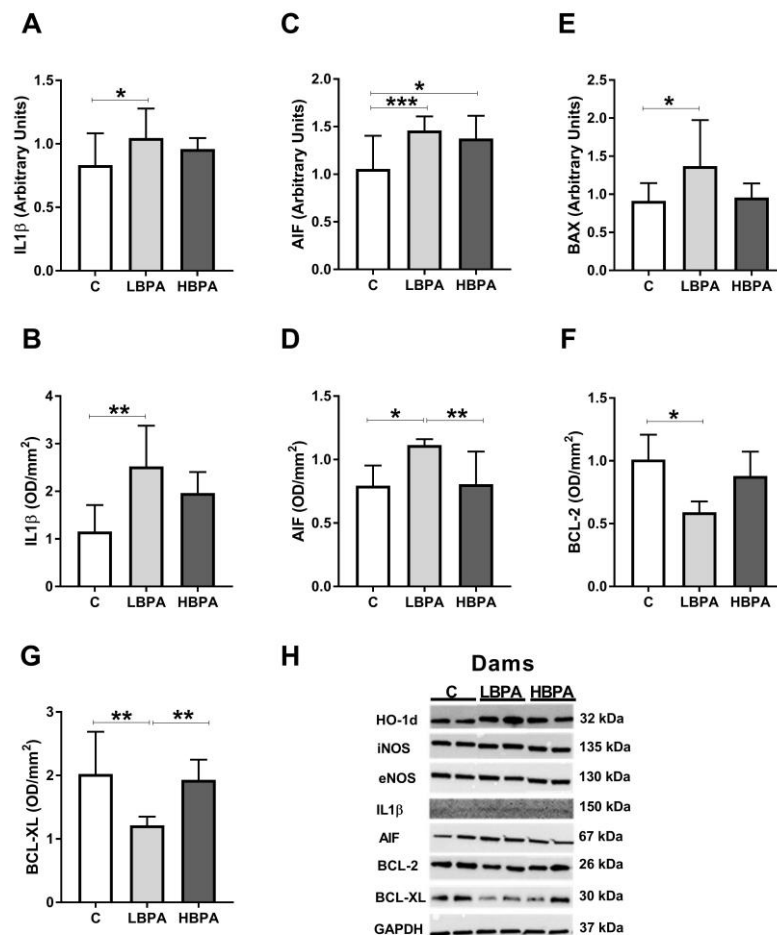 A
IL1β (Arbitrary Units)
1.5
1.0
0.5
0.0
*
C LBPA HBPA
C
AIF (Arbitrary Units)
2.0
1.5
1.0
0.5
0.0
*
***
C LBPA HBPA
E
BAX (Arbitrary Units)
2.5
2.0
1.5
1.0
0.5
0.0
*
C LBPA HBPA
B
IL1β (OD/mm²)
4
3
2
1
0
**
C LBPA HBPA
D
AIF (OD/mm²)
1.5
1.0
0.5
0.0
* **
C LBPA HBPA
F
BCL-2 (OD/mm²)
1.5
1.0
0.5
0.0
*
C LBPA HBPA
G
BCL-XL (OD/mm²)
3
2
1
0
** **
C LBPA HBPA
H
Dams
C LBPA HBPA
HO-1d 32 kDa
iNOS 135 kDa
eNOS 130 kDa
IL1β 150 kDa
AIF 67 kDa
BCL-2 26 kDa
BCL-XL 30 kDa
GAPDH 37 kDa